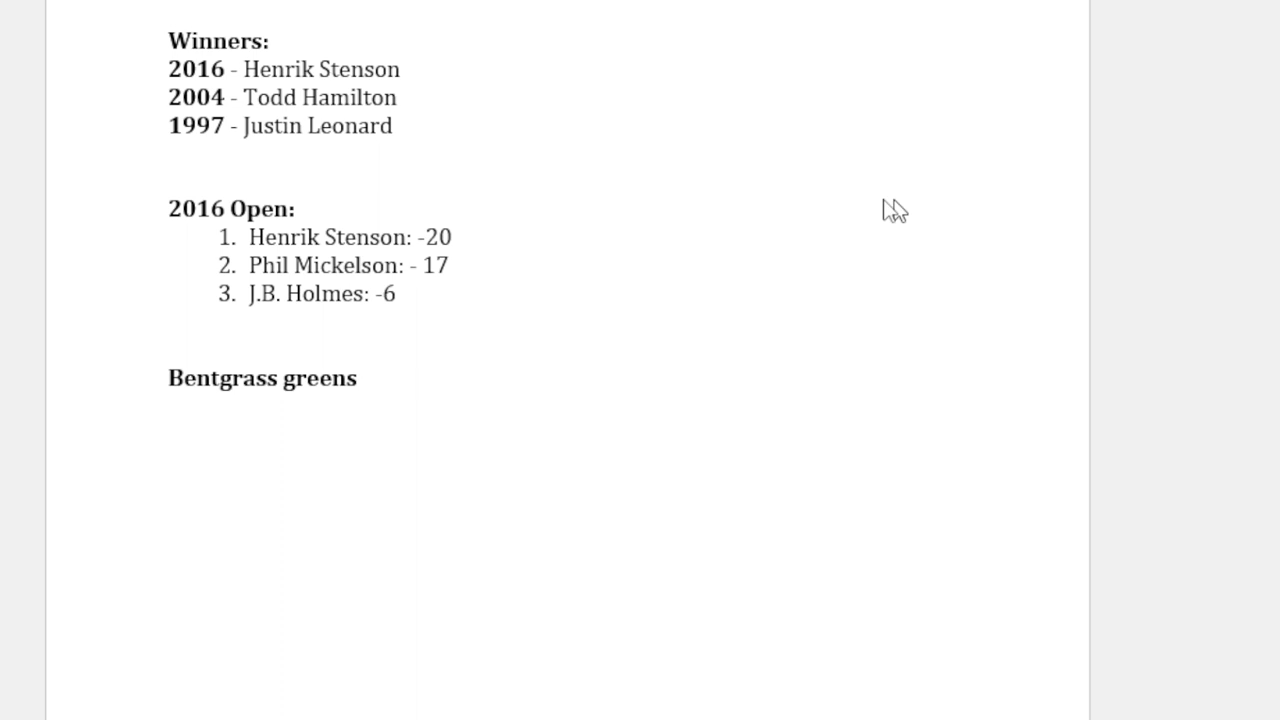 Winners:
2016 - Henrik Stenson
2004 - Todd Hamilton
1997 - Justin Leonard
2016 Open:
1. Henrik Stenson: -20
2. Phil Mickelson: - 17
3. J.B. Holmes: -6
Bentgrass greens